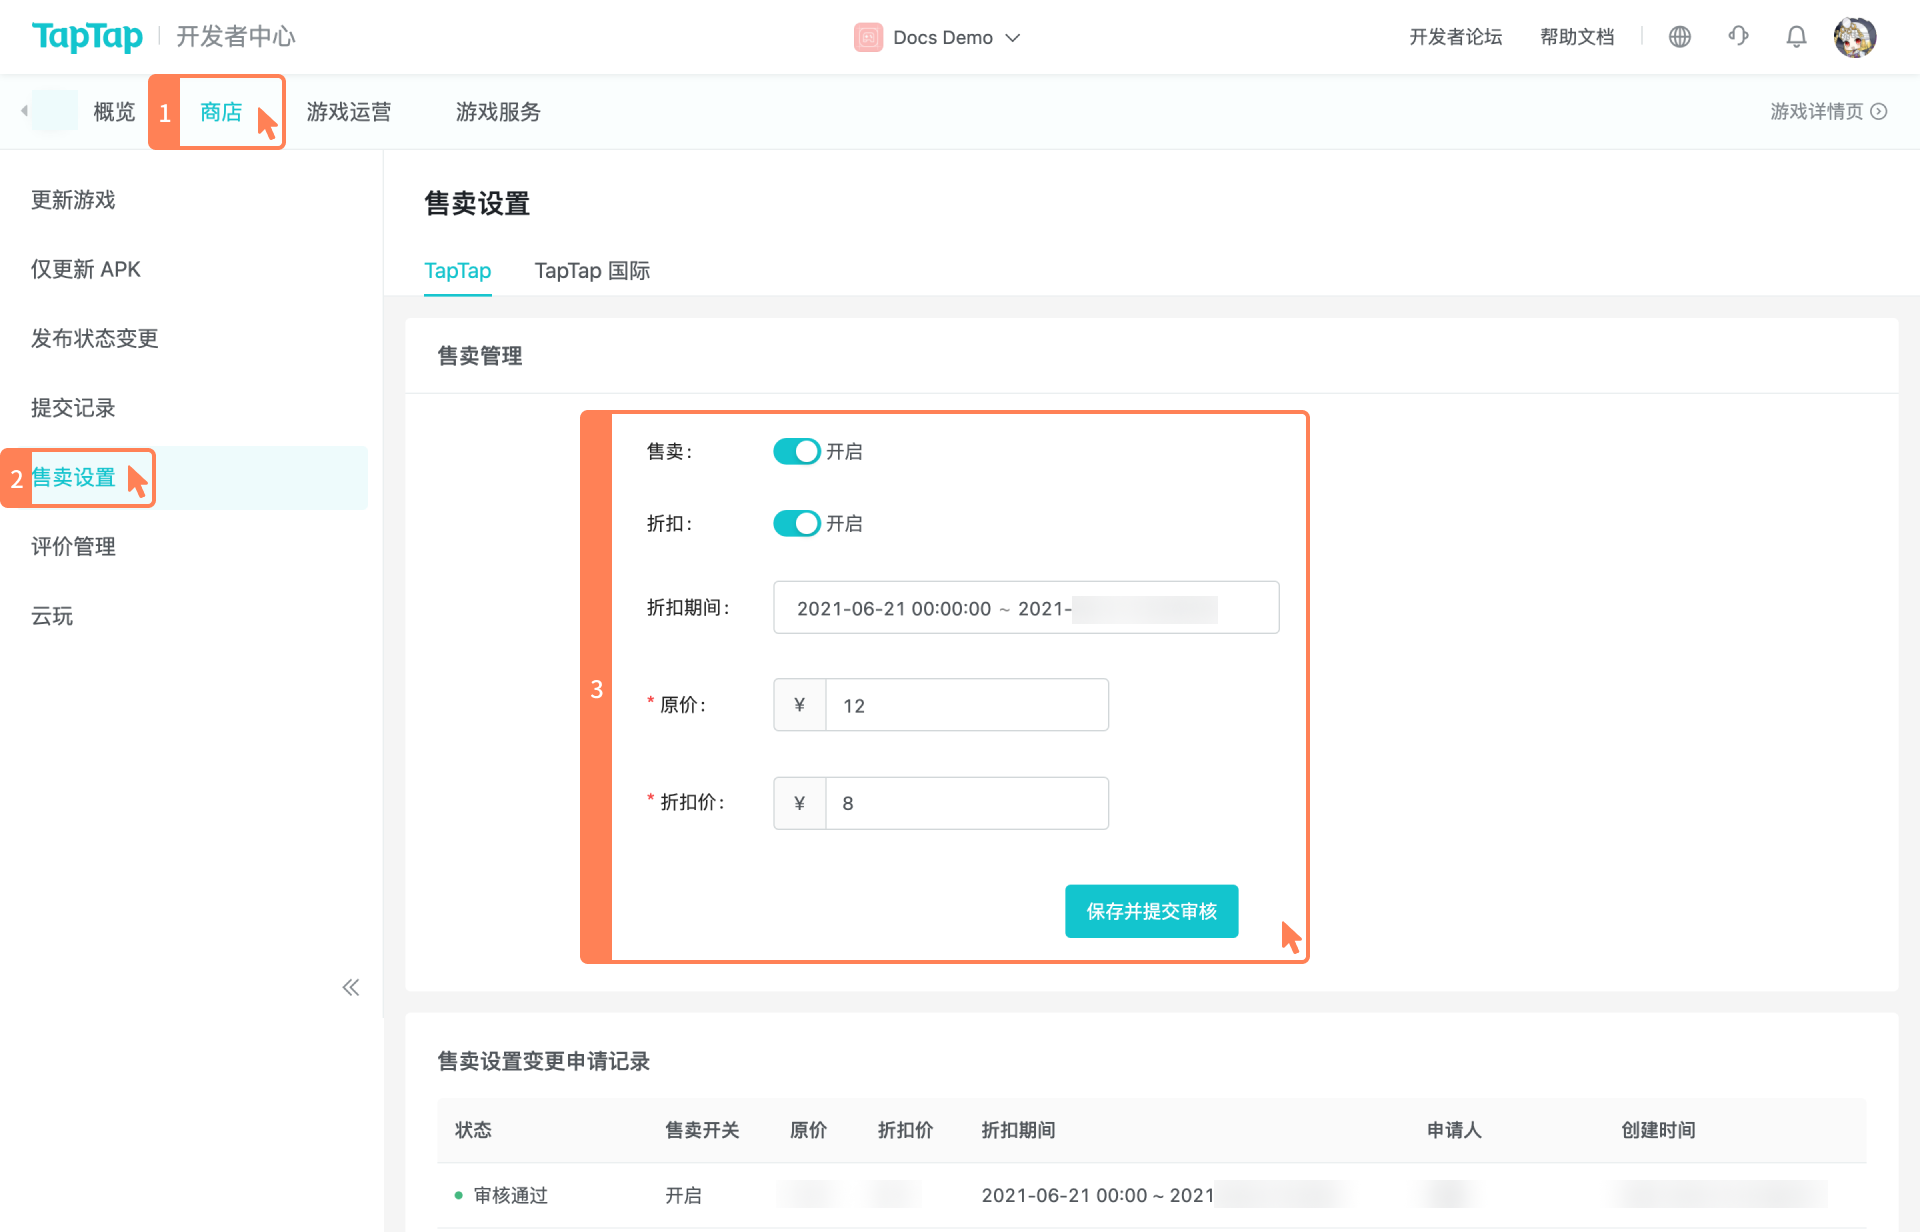 TapTap 开发者中心 Docs Demo 开发者论坛 帮助文档
概览 1 商店 游戏运营 游戏服务 游戏详情页
更新游戏
仅更新 APK
发布状态变更
提交记录
2 售卖设置
评价管理
云玩
售卖设置
TapTap TapTap 国际
售卖管理
3
售卖： 开启
折扣： 开启
折扣期间： 2021-06-21 00:00:00 ~ 2021-
* 原价： ¥ 12
* 折扣价： ¥ 8
保存并提交审核
售卖设置变更申请记录
状态 售卖开关 原价 折扣价 折扣期间 申请人 创建时间
审核通过 开启 2021-06-21 00:00 ~ 2021